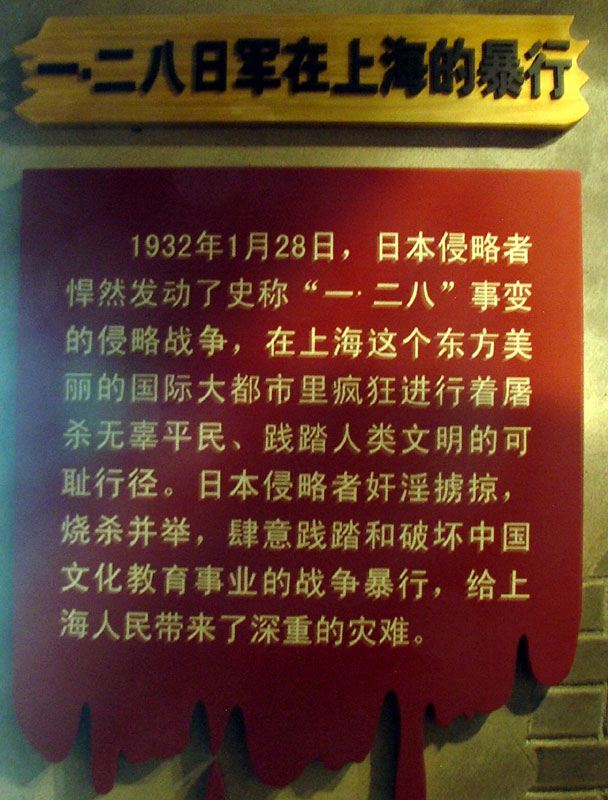 一·二八日军在上海的暴行
1932年1月28日，日本侵略者
悍然发动了史称“一·二八”事变
的侵略战争，在上海这个东方美
丽的国际大都市里疯狂进行着屠
杀无辜平民、践踏人类文明的可
耻行径。日本侵略者奸淫掳掠，
烧杀并举，肆意践踏和破坏中国
文化教育事业的战争暴行，给上
海人民带来了深重的灾难。